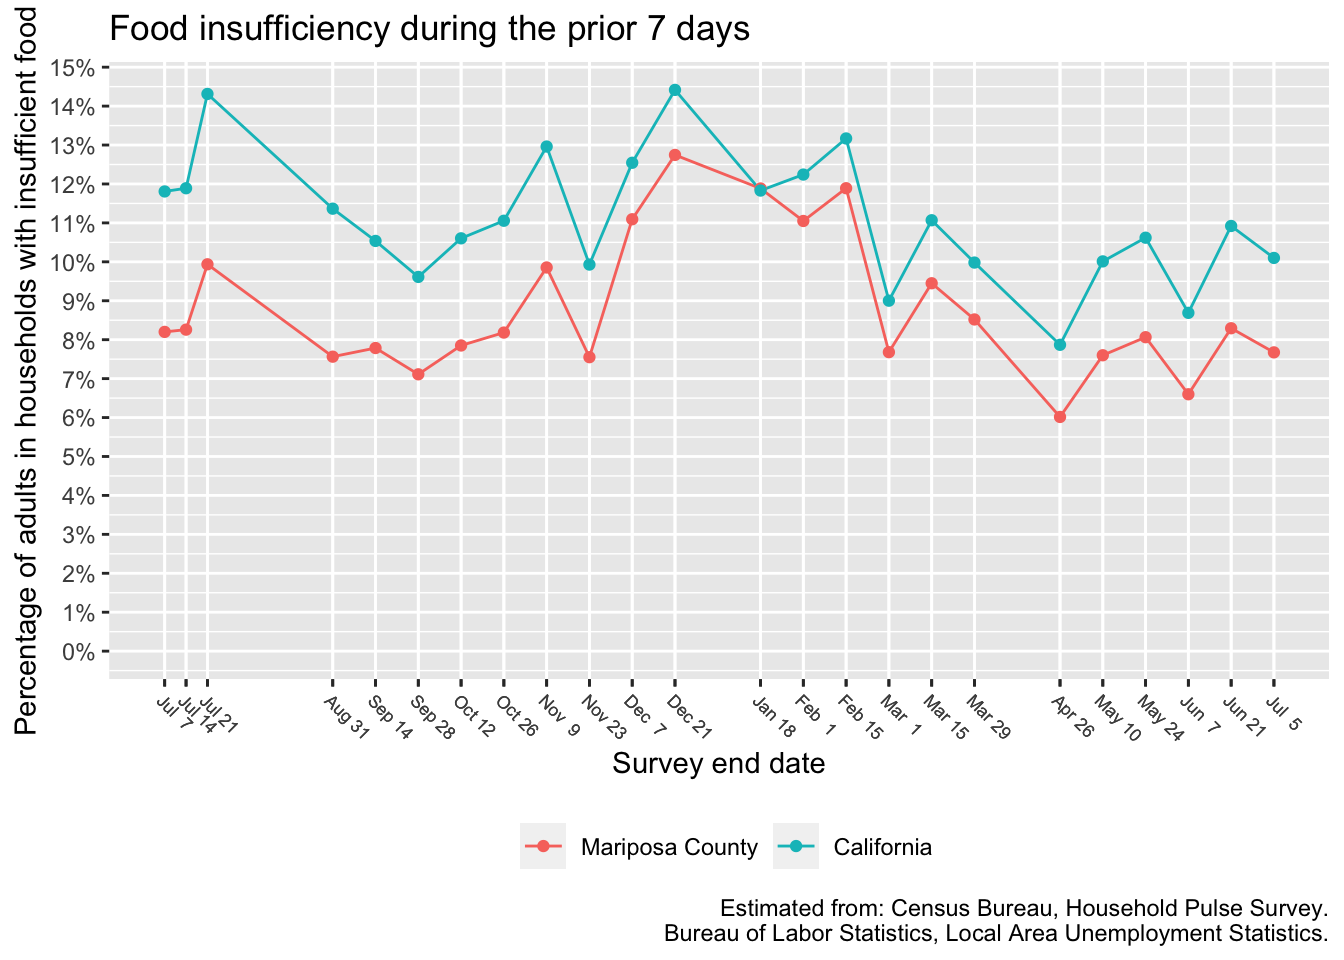 Food insufficiency during the prior 7 days
Percentage of adults in households with insufficient food
15%
14%
13%
12%
11%
10%
9%
8%
7%
6%
5%
4%
3%
2%
1%
0%
Jul 7
Jul 14
Jul 21
Aug 31
Sep 14
Sep 28
Oct 12
Oct 26
Nov 9
Nov 23
Dec 7
Dec 21
Jan 18
Feb 1
Feb 15
Mar 1
Mar 15
Mar 29
Apr 26
May 10
May 24
Jun 7
Jun 21
Jul 5
Survey end date
Mariposa County
California
Estimated from: Census Bureau, Household Pulse Survey.
Bureau of Labor Statistics, Local Area Unemployment Statistics.